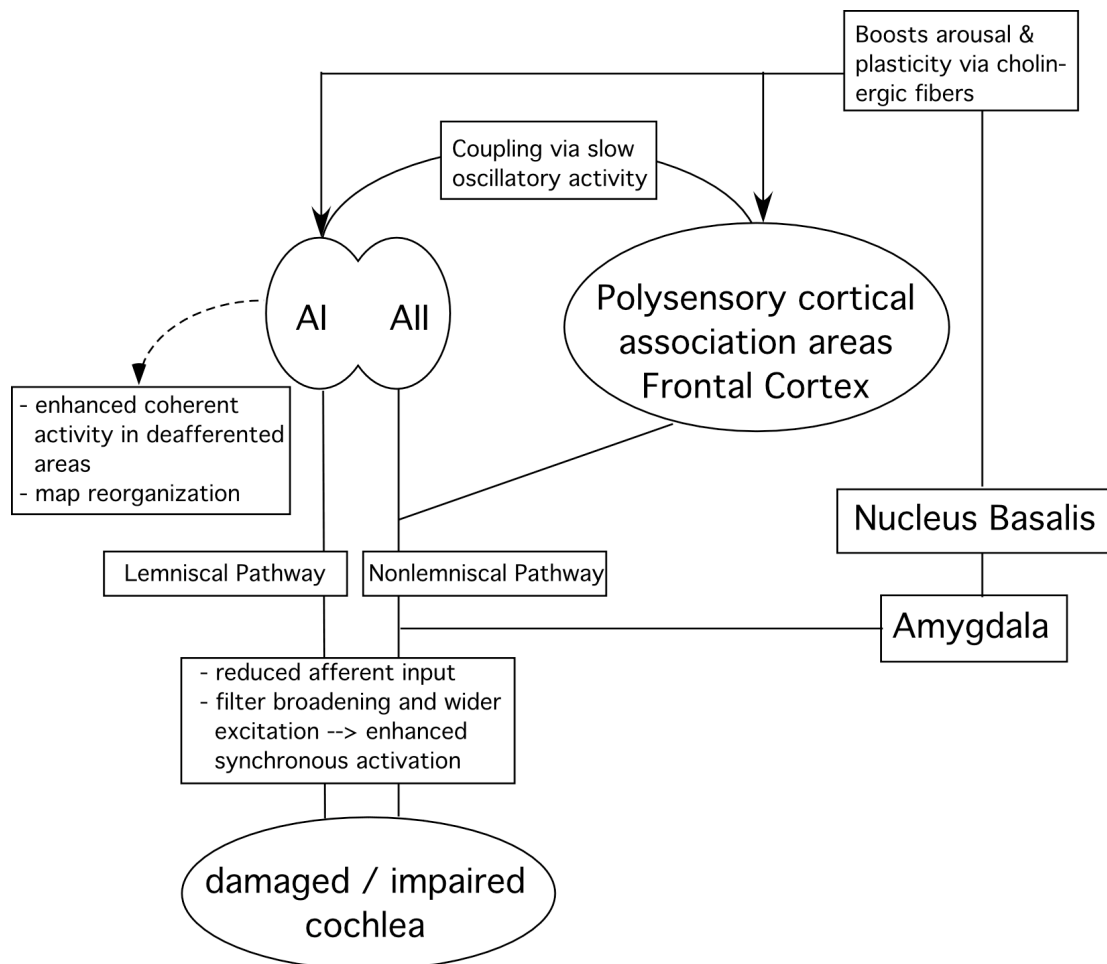 Boosts arousal &
plasticity via cholin-
ergic fibers
Coupling via slow
oscillatory activity
AI
AII
Polysensory cortical
association areas
Frontal Cortex
- enhanced coherent
activity in deafferented
areas
- map reorganization
Nucleus Basalis
Lemniscal Pathway
Nonlemniscal Pathway
Amygdala
- reduced afferent input
- filter broadening and wider
excitation --> enhanced
synchronous activation
damaged / impaired
cochlea